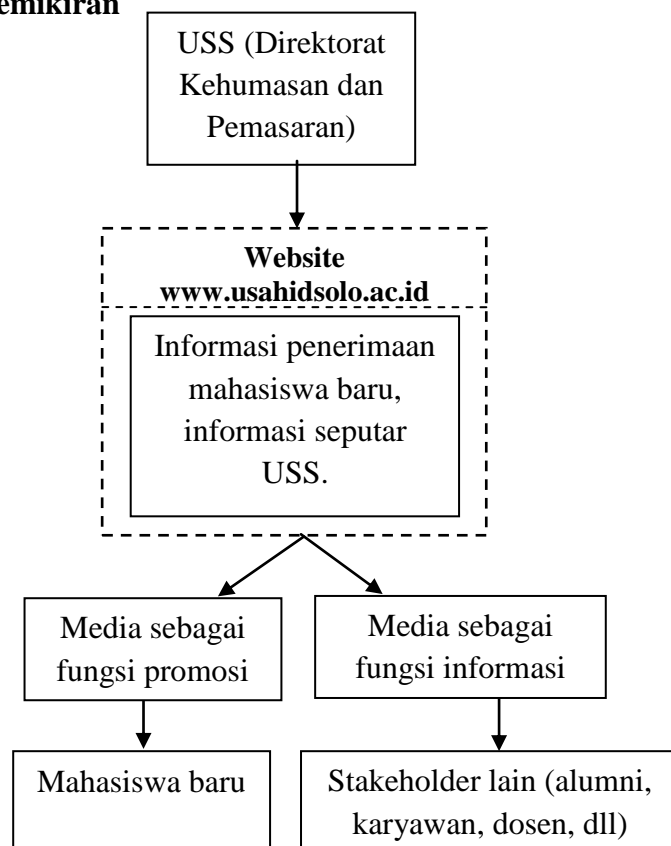 emikiran
USS (Direktorat
Kehumasan dan
Pemasaran)
Website
www.usahidsolo.ac.id
Informasi penerimaan
mahasiswa baru,
informasi seputar
USS.
Media sebagai
fungsi promosi
Media sebagai
fungsi informasi
Mahasiswa baru
Stakeholder lain (alumni,
karyawan, dosen, dll)